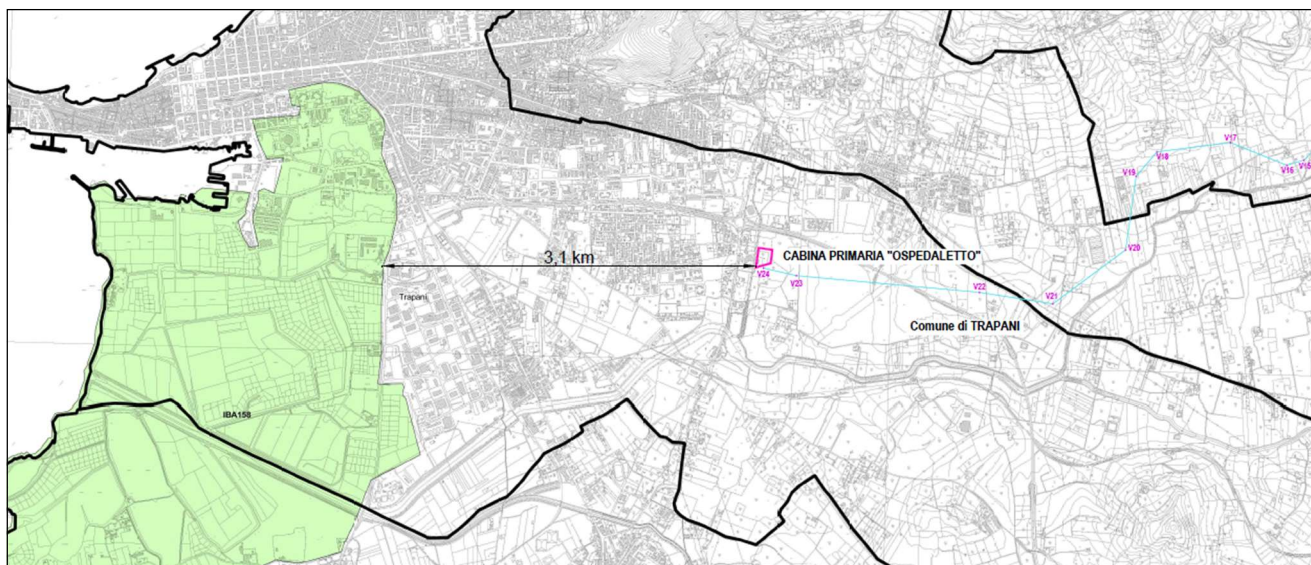 V17
V18
V16
V15
V19
V20
CABINA PRIMARIA "OSPEDALETTO"
3,1 km
V24
V23
V22
V21
Trapani
Comune di TRAPANI
IBA158